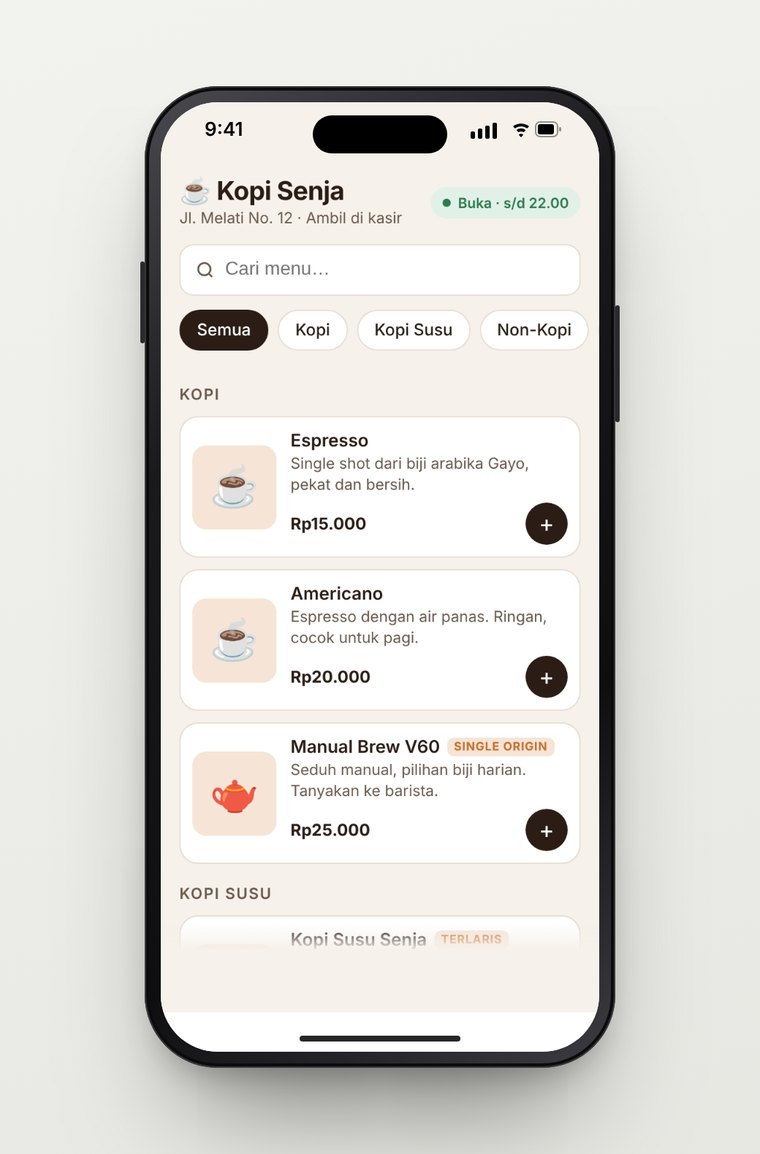 9:41
Kopi Senja
Jl. Melati No. 12 · Ambil di kasir
Buka · s/d 22.00
Cari menu...
Semua
Kopi
Kopi Susu
Non-Kopi
KOPI
Espresso
Single shot dari biji arabika Gayo,
pekat dan bersih.
Rp15.000
+
Americano
Espresso dengan air panas. Ringan,
cocok untuk pagi.
Rp20.000
+
Manual Brew V60 SINGLE ORIGIN
Seduh manual, pilihan biji harian.
Tanyakan ke barista.
Rp25.000
+
KOPI SUSU
Kopi Susu Senja TERLARIS